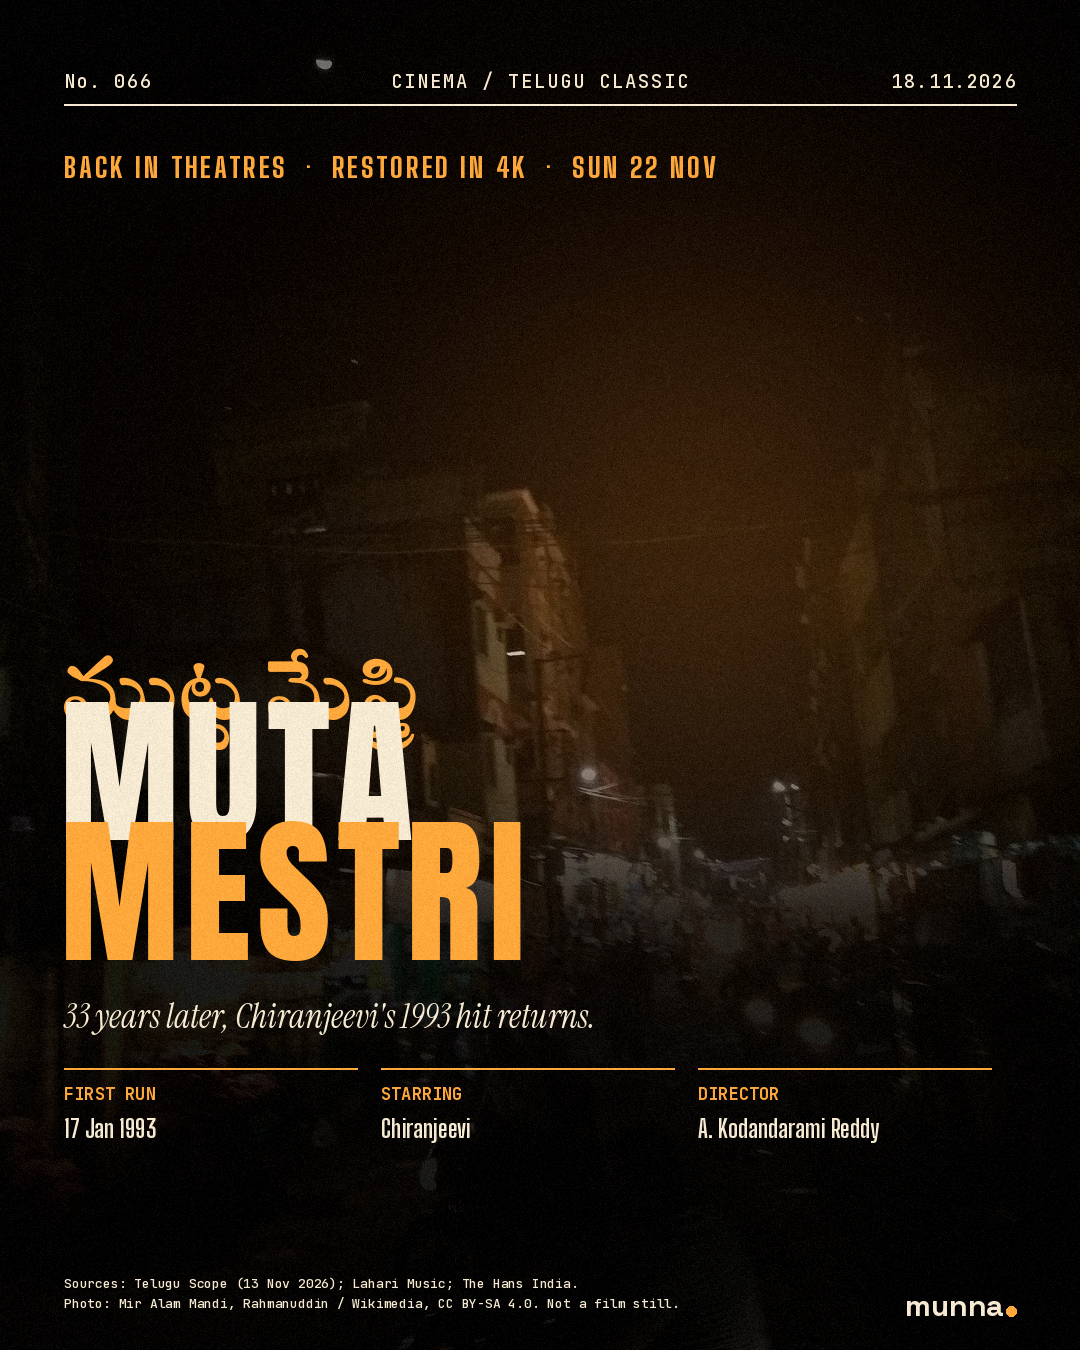 No. 066 CINEMA / TELUGU CLASSIC 18.11.2026
BACK IN THEATRES · RESTORED IN 4K · SUN 22 NOV
ముట్ట మేస్త్రి
MUTA
MESTRI
33 years later, Chiranjeevi's 1993 hit returns.
FIRST RUN STARRING DIRECTOR
17 Jan 1993 Chiranjeevi A. Kodandarami Reddy
Sources: Telugu Scope (13 Nov 2026); Lahari Music; The Hans India.
Photo: Mir Alam Mandi, Rahmanuddin / Wikimedia, CC BY-SA 4.0. Not a film still.
munna.